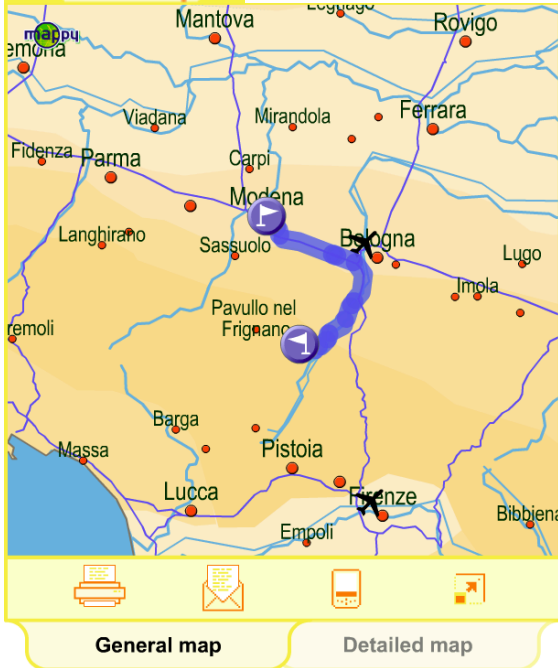 Mantova
Legnago
Rovigo
mappy
emona
Viadana
Mirandola
Ferrara
Fidenza
Parma
Carpi
Modena
Langhirano
Sassuolo
Bologna
Lugo
Imola
Pavullo nel
Frignano
remoli
Barga
Massa
Pistoia
Lucca
Firenze
Empoli
Bibbiena
General map
Detailed map